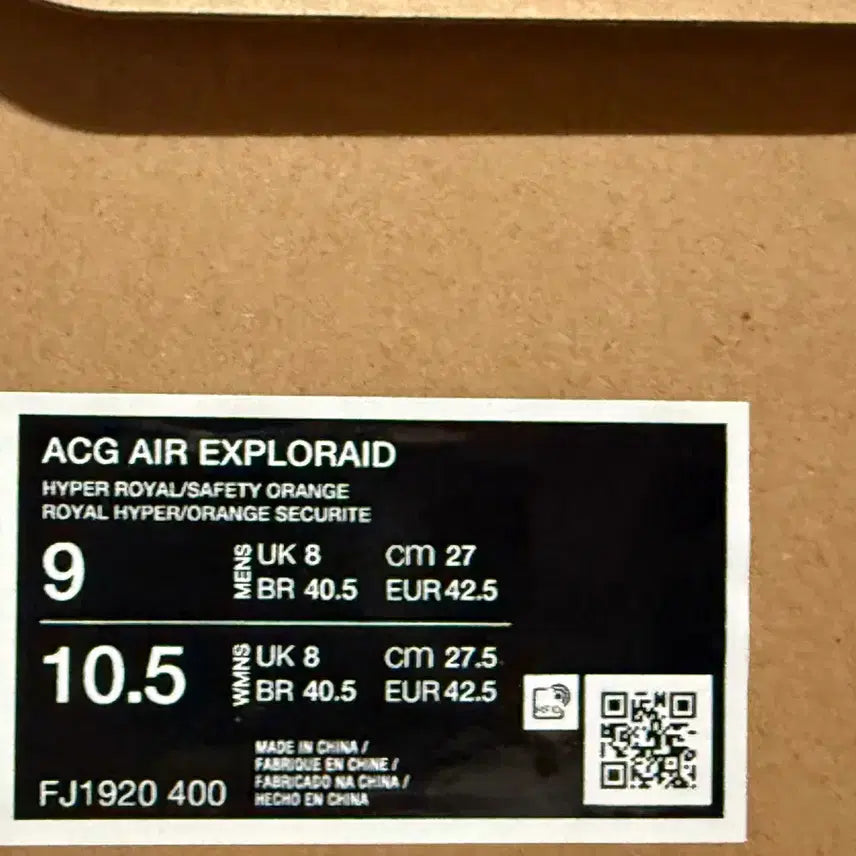 ACG AIR EXPLORAID
HYPER ROYAL/SAFETY ORANGE
ROYAL HYPER/ORANGE SECURITE
9 MENS UK 8 cm 27
BR 40.5 EUR 42.5
10.5 WMNS UK 8 cm 27.5
BR 40.5 EUR 42.5
MADE IN CHINA /
FABRIQUE EN CHINE /
FABRICADO NA CHINA /
HECHO EN CHINA
FJ1920 400